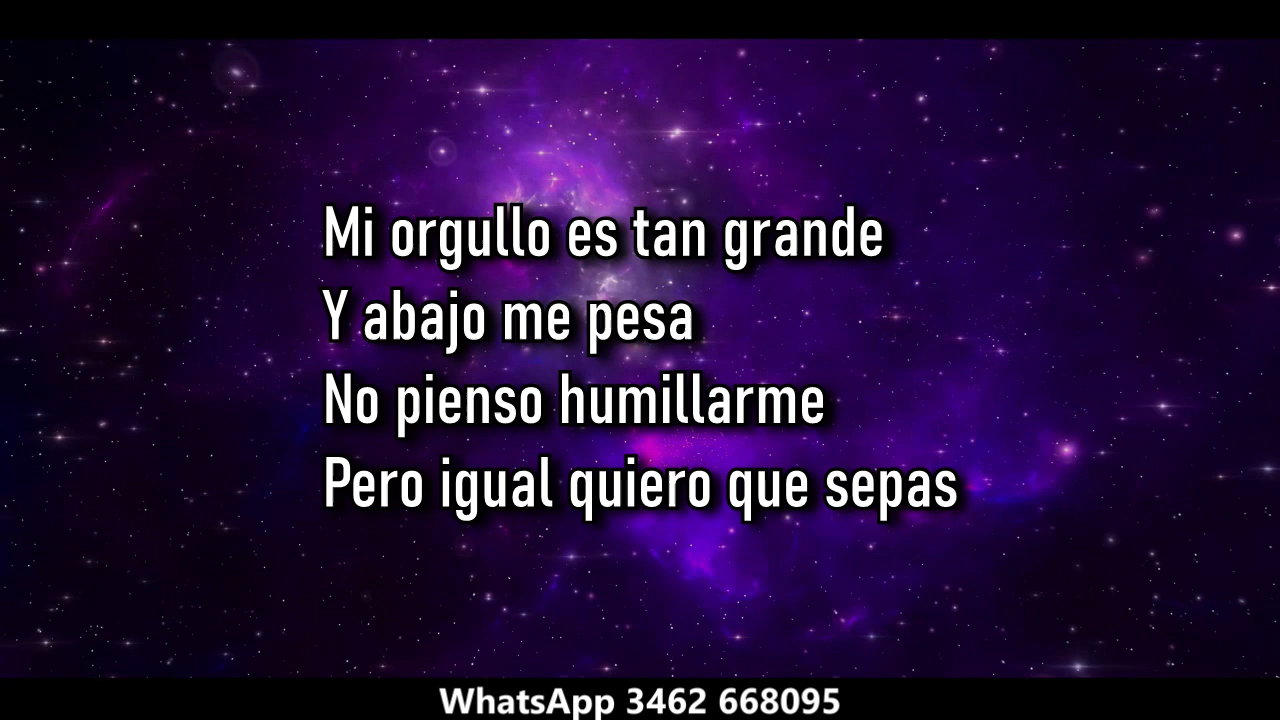 Mi orgullo es tan grande
Y abajo me pesa
No pienso humillarme
Pero igual quiero que sepas
WhatsApp 3462 668095